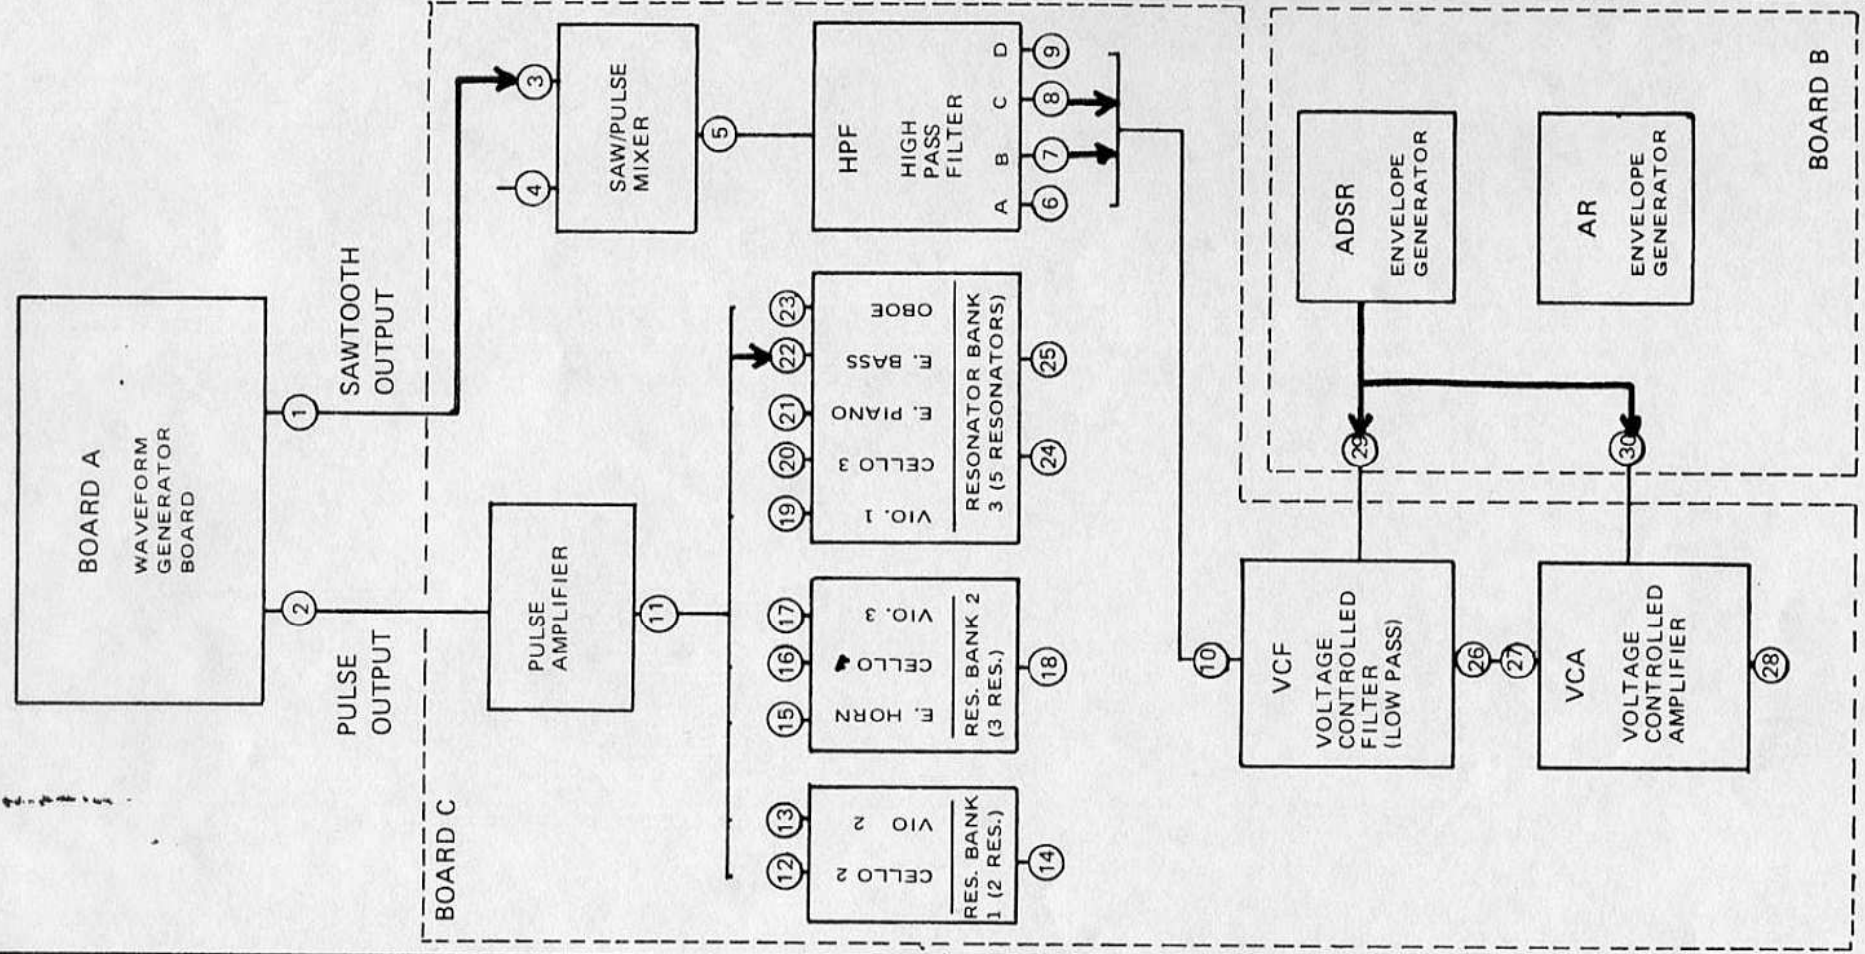 BOARD A
WAVEFORM
GENERATOR
BOARD
2
1
PULSE
OUTPUT
SAWTOOTH
OUTPUT
BOARD C
PULSE
AMPLIFIER
11
4
3
SAW/PULSE
MIXER
5
HPF
HIGH
PASS
FILTER
A
B
C
D
6
7
8
9
12
13
CELLO 2
VIO 2
RES. BANK
1 (2 RES.)
14
15
16
17
E. HORN
CELLO
VIO. 3
RES. BANK 2
(3 RES.)
18
19
20
21
22
23
VIO. 1
CELLO 3
E. PIANO
E. BASS
OBOE
RESONATOR BANK
3 (5 RESONATORS)
24
25
10
VCF
VOLTAGE
CONTROLLED
FILTER
(LOW PASS)
26
27
VCA
VOLTAGE
CONTROLLED
AMPLIFIER
28
29
30
ADSR
ENVELOPE
GENERATOR
AR
ENVELOPE
GENERATOR
BOARD B